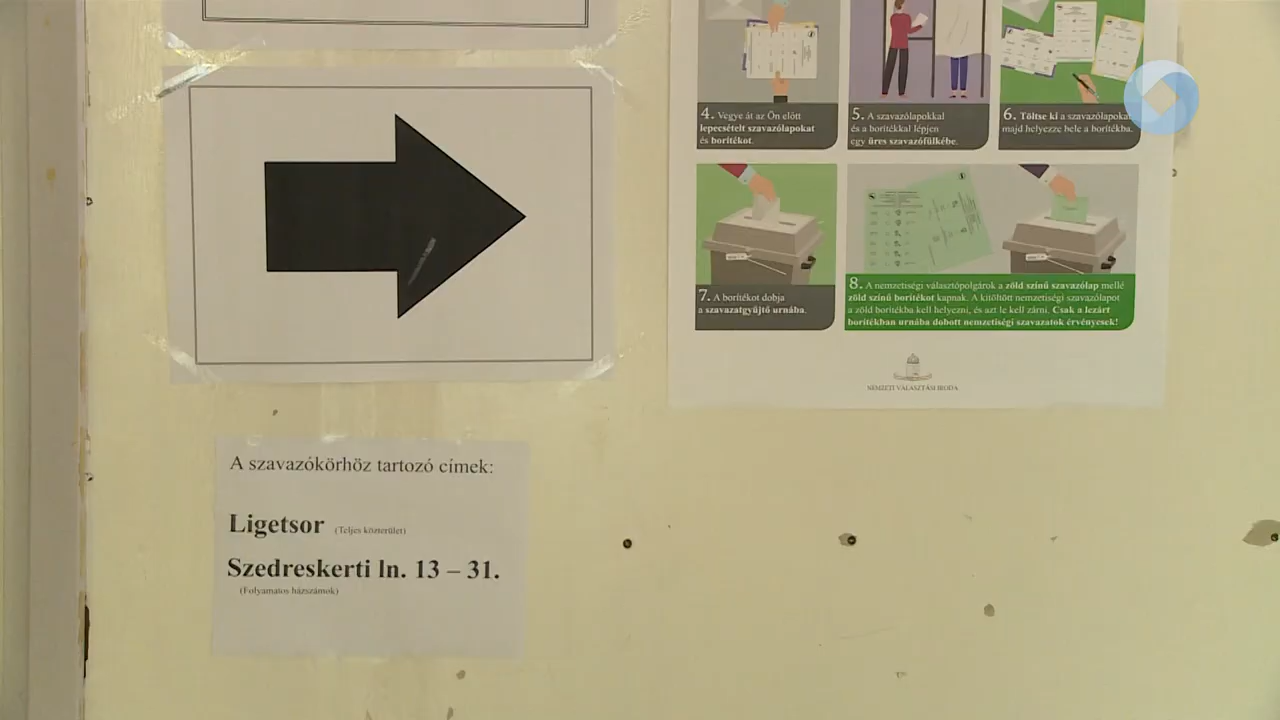 4. Vegye át az Ön előtt
lepecsételt szavazólapokat
és borítékot.
5. A szavazólapokkal
és a borítékkal lépjen
egy üres szavazófülkébe.
6. Töltse ki a szavazólapokat
majd helyezze bele a borítékba.
7. A borítékot dobja
a szavazatgyűjtő urnába.
8. A nemzetiségi választópolgárok a zöld színű szavazólap mellé
zöld színű borítékot kapnak. A kitöltött nemzetiségi szavazólapot
a zöld borítékba kell helyezni, és azt le kell zárni. Csak a lezárt
borítékban urnába dobott nemzetiségi szavazatok érvényesek!
NEMZETI VÁLASZTÁSI IRODA
A szavazókörhöz tartozó címek:
Ligetsor (Teljes közterület)
Szedreskerti ln. 13 – 31.
(Folyamatos házszámok)